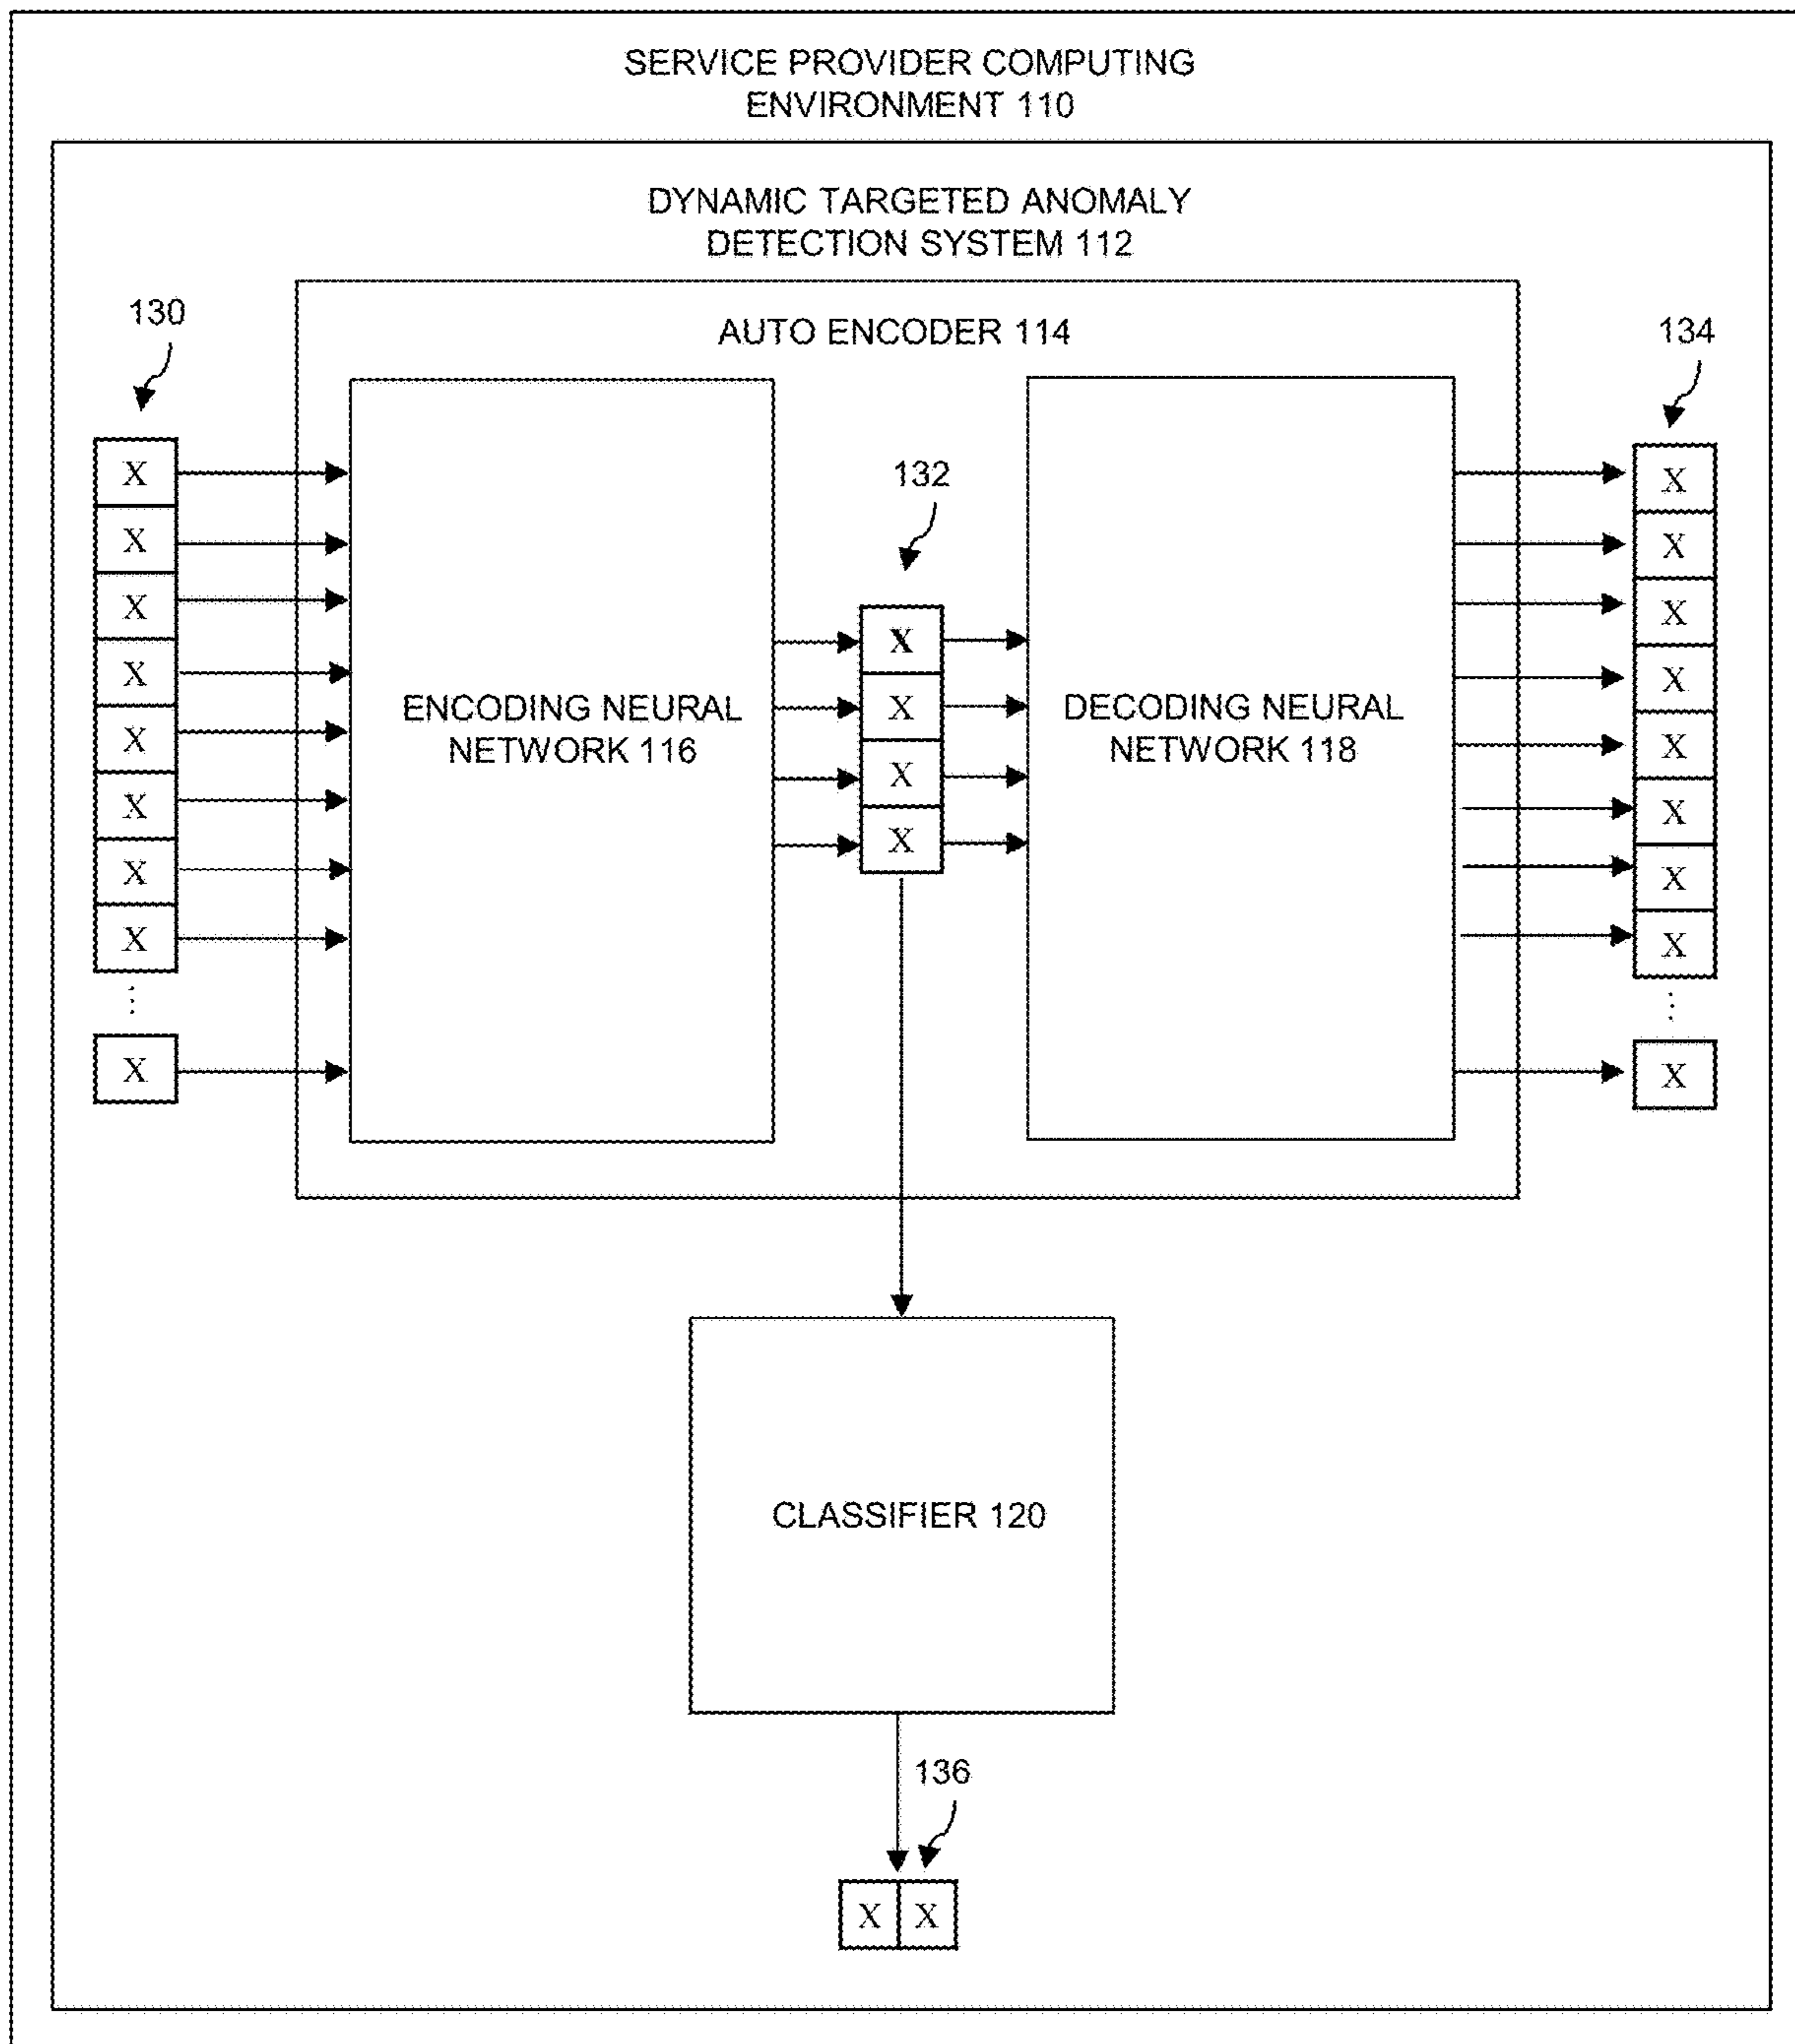 SERVICE PROVIDER COMPUTING
ENVIRONMENT 110
DYNAMIC TARGETED ANOMALY
DETECTION SYSTEM 112
AUTO ENCODER 114
130
134
132
X
X
X
X
X
X
X
X
⋮
X
ENCODING NEURAL
NETWORK 116
X
X
X
X
DECODING NEURAL
NETWORK 118
X
X
X
X
X
X
X
X
⋮
X
CLASSIFIER 120
136
X X